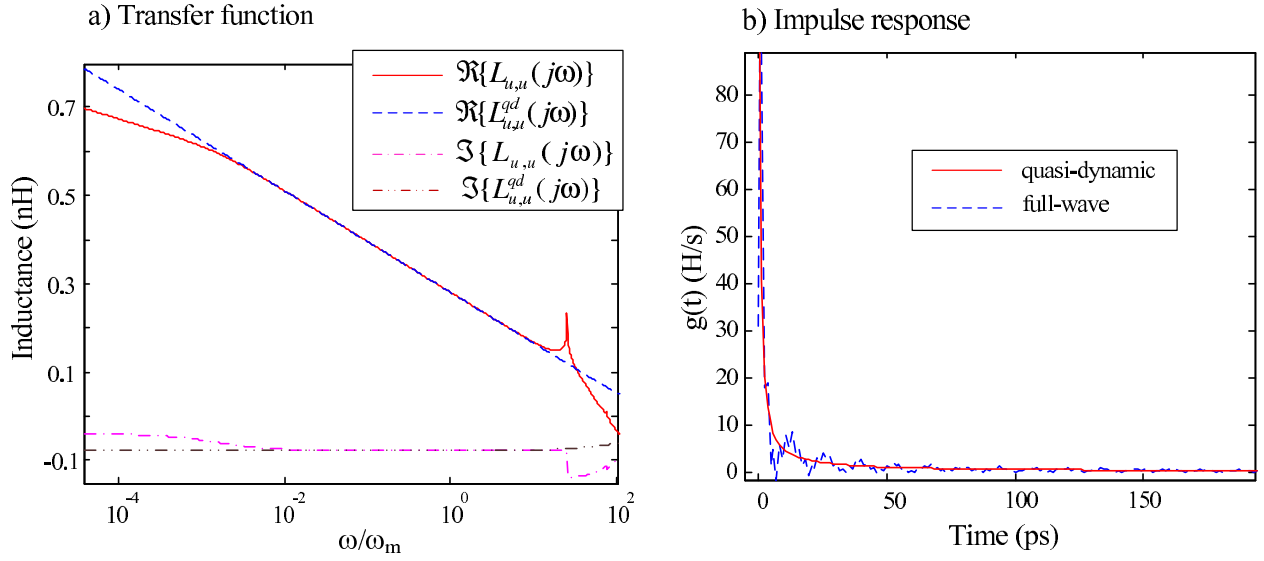 a) Transfer function
ℜ{L_{u,u}(jω)}
ℜ{L^{qd}_{u,u}(jω)}
ℑ{L_{u,u}(jω)}
ℑ{L^{qd}_{u,u}(jω)}
Inductance (nH)
0.7
0.5
0.3
0.1
-0.1
10^{-4}
10^{-2}
10^{0}
10^{2}
ω/ω_m
b) Impulse response
quasi-dynamic
full-wave
g(t) (H/s)
80
70
60
50
40
30
20
10
0
0
50
100
150
Time (ps)